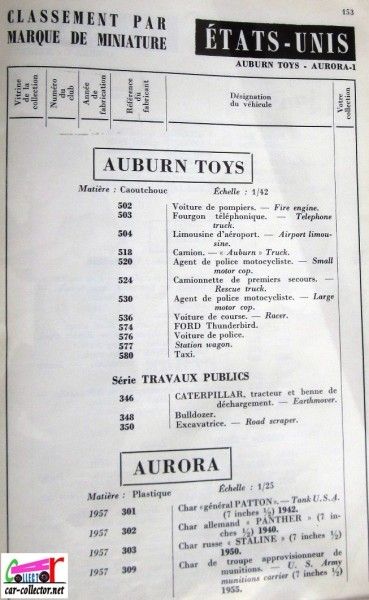 153
CLASSEMENT PAR
MARQUE DE MINIATURE
ÉTATS-UNIS
AUBURN TOYS - AURORA-1
Vitrine
de la
collection
Numéro
du
club
Année
de
fabrication
Référence
du
fabricant
Désignation
du véhicule
Votre
collection
AUBURN TOYS
Matière : Caoutchouc Échelle : 1/42
502 Voiture de pompiers. — Fire engine.
503 Fourgon téléphonique. — Telephone
truck.
504 Limousine d'aéroport. — Airport limou-
sine.
518 Camion. — « Auburn » Truck.
520 Agent de police motocycliste. — Small
motor cop.
524 Camionnette de premiers secours. —
Rescue truck.
530 Agent de police motocycliste. — Large
motor cop.
536 Voiture de course. — Racer.
574 FORD Thunderbird.
576 Voiture de police.
577 Station wagon.
580 Taxi.
Série TRAVAUX PUBLICS
346 CATERPILLAR, tracteur et benne de
déchargement. — Earthmover.
348 Bulldozer.
350 Excavatrice. — Road scraper.
AURORA
Matière : Plastique Échelle : 1/25
1957 301 Char «général PATTON». — Tank U.S.A.
(7 inches ½) 1942.
1957 302 Char allemand « PANTHER » (7 in-
ches ½) 1940.
1957 303 Char russe « STALINE » (7 inches ½)
1950.
1957 309 Char de troupe approvisionneur de
munitions. — U. S. Army
munitions carrier (7 inches ½)
1955.
COLLECTOR
car-collector.net